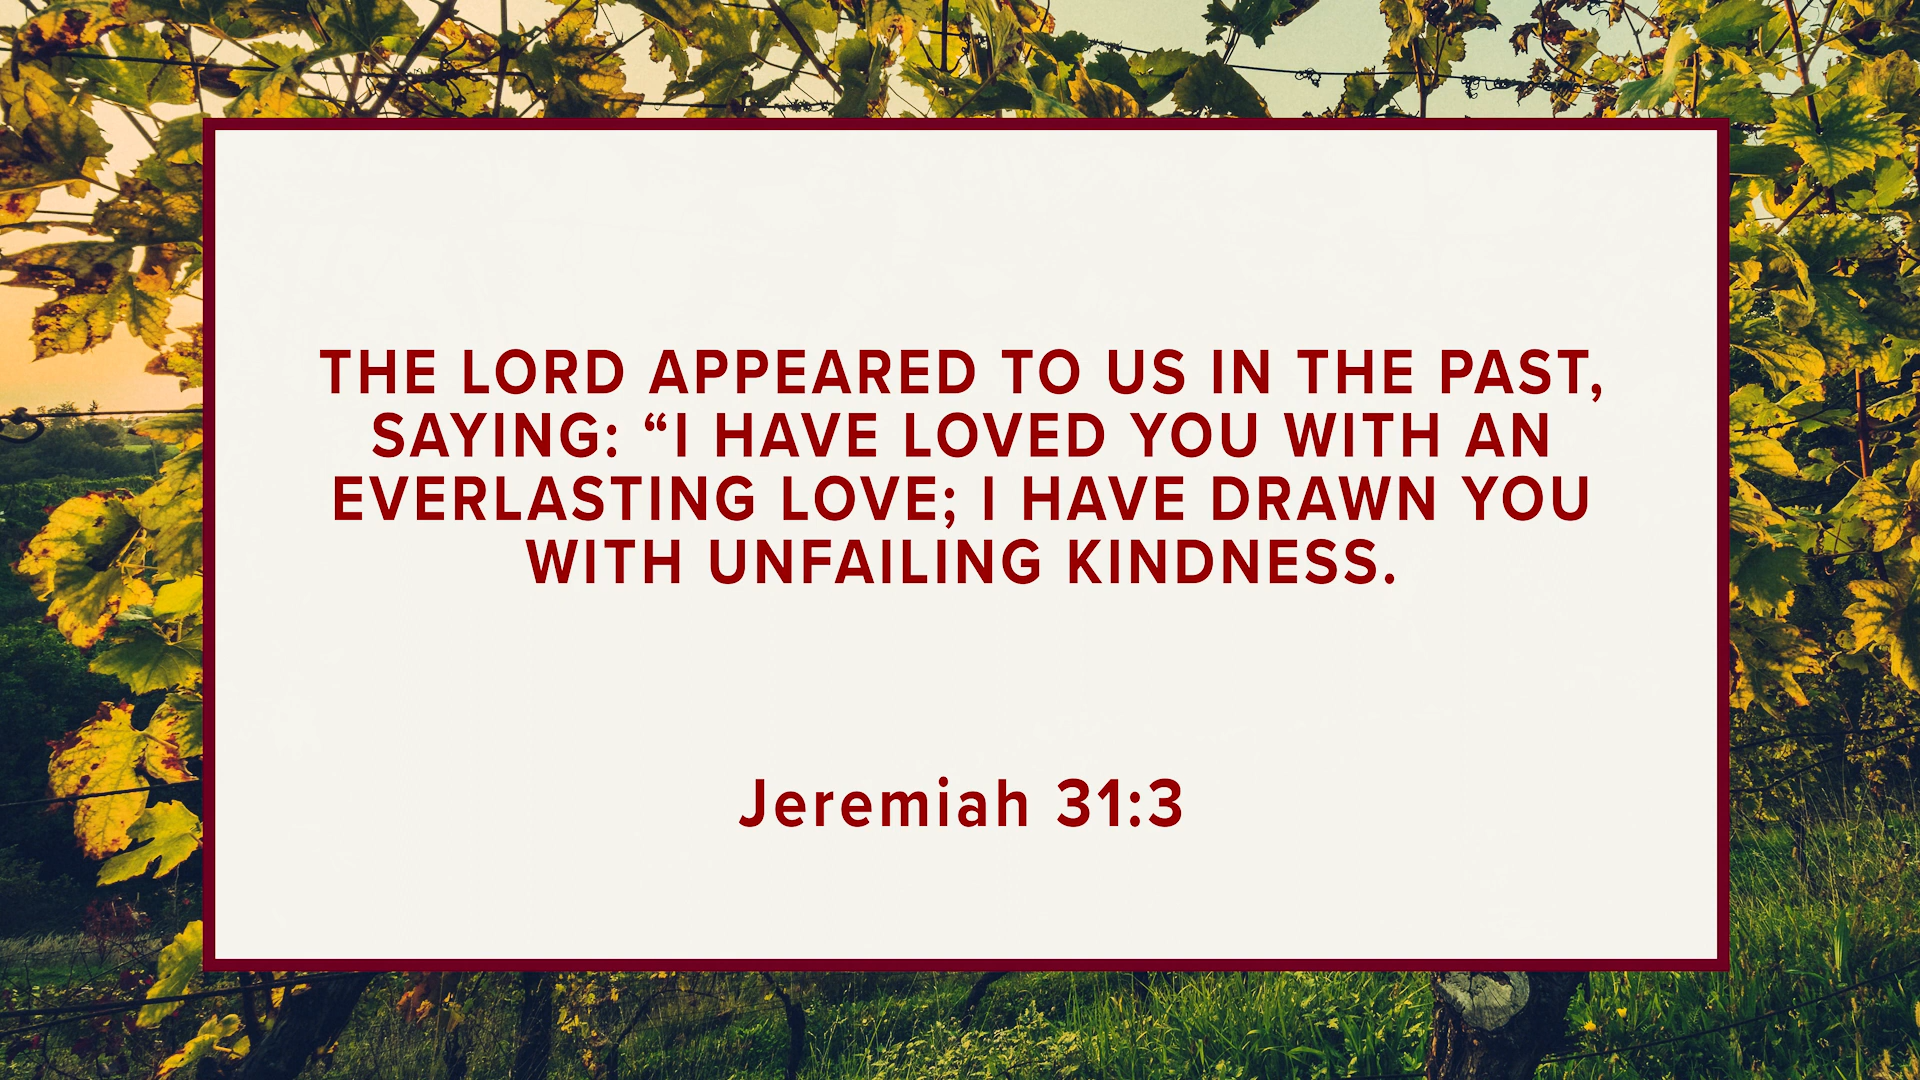 THE LORD APPEARED TO US IN THE PAST,
SAYING: “I HAVE LOVED YOU WITH AN
EVERLASTING LOVE; I HAVE DRAWN YOU
WITH UNFAILING KINDNESS.
Jeremiah 31:3